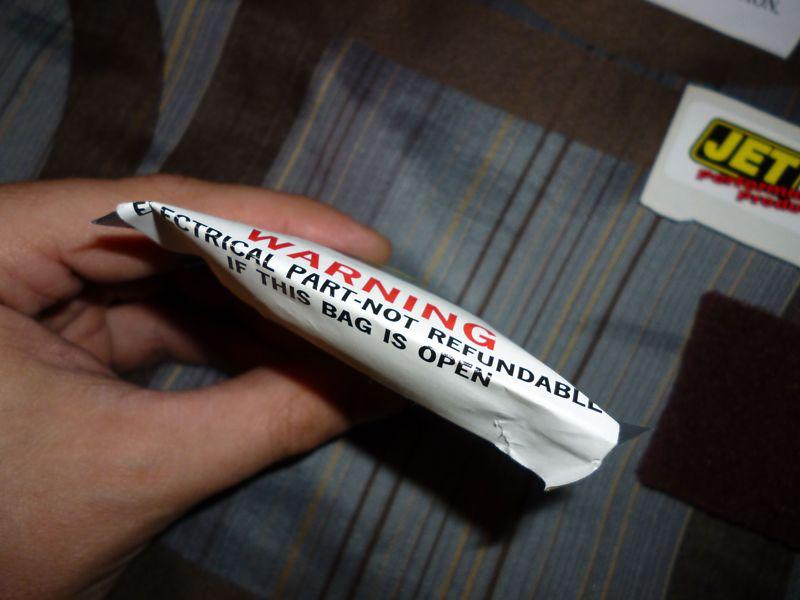 WARNING
ELECTRICAL PART-NOT REFUNDABLE
IF THIS BAG IS OPEN
JET